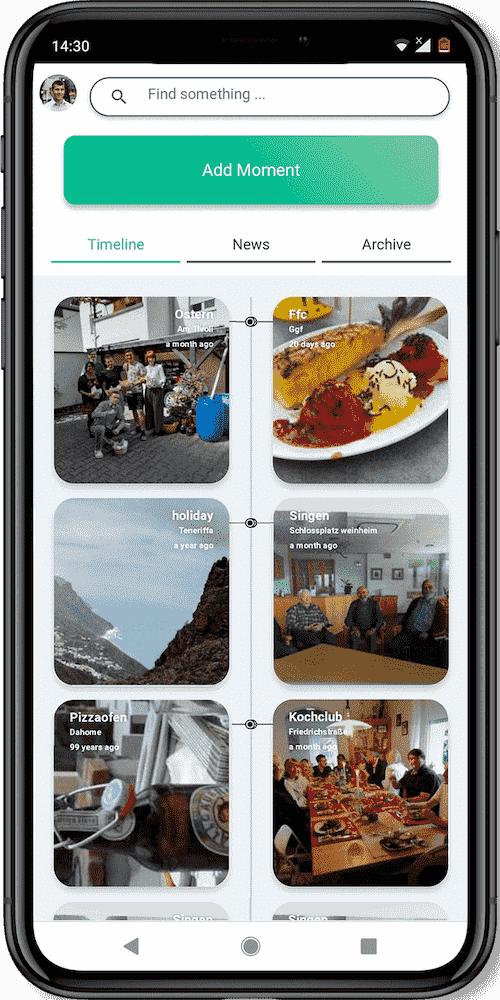 14:30
Find something ...
Add Moment
Timeline
News
Archive
Ostern
Am Tivoli
a month ago
Ffc
Ggf
20 days ago
holiday
Teneriffa
a year ago
Singen
Schlossplatz weinheim
a month ago
Pizzaofen
Dahome
99 years ago
Kochclub
Friedrichstraße
a month ago
Singen
Singen